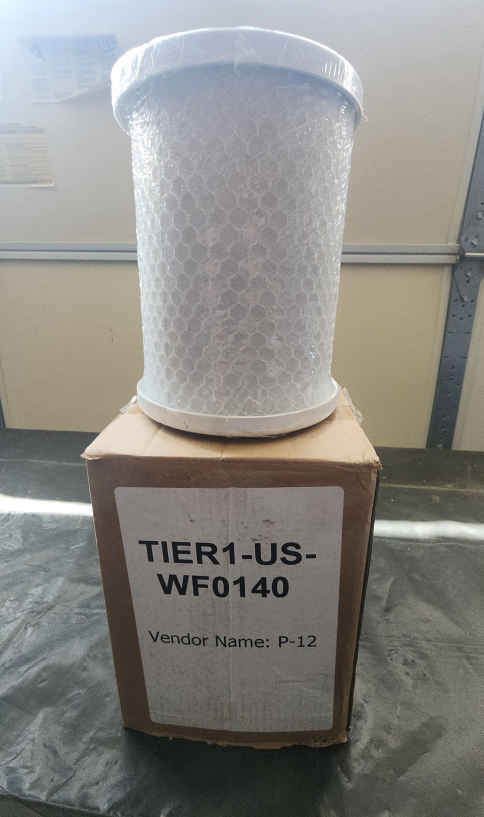 TIER1-US-
WF0140
Vendor Name: P-12